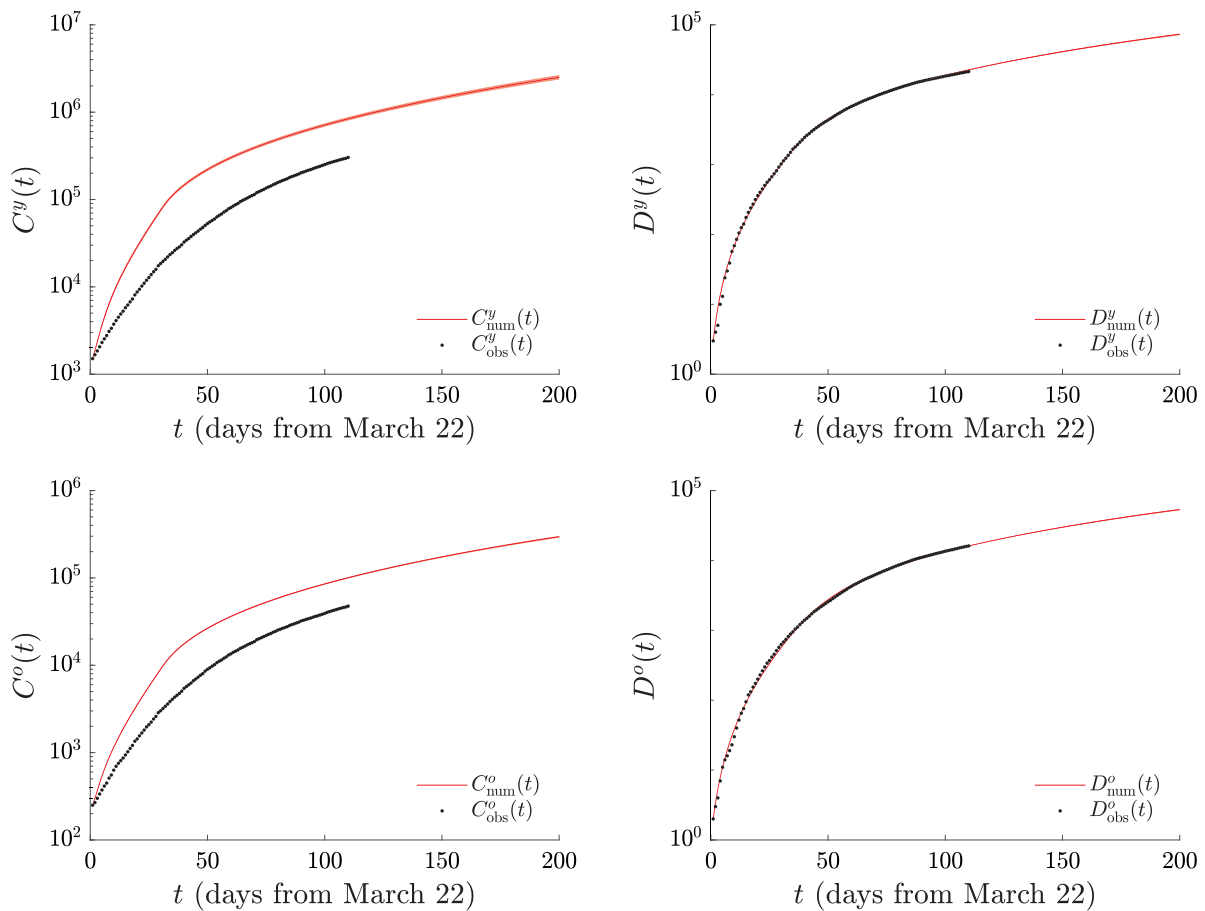 10^7
10^6
10^5
10^4
10^3
C^y(t)
C^y_num(t)
C^y_obs(t)
0 50 100 150 200
t (days from March 22)
10^5
10^0
D^y(t)
D^y_num(t)
D^y_obs(t)
0 50 100 150 200
t (days from March 22)
10^6
10^5
10^4
10^3
10^2
C^o(t)
C^o_num(t)
C^o_obs(t)
0 50 100 150 200
t (days from March 22)
10^5
10^0
D^o(t)
D^o_num(t)
D^o_obs(t)
0 50 100 150 200
t (days from March 22)